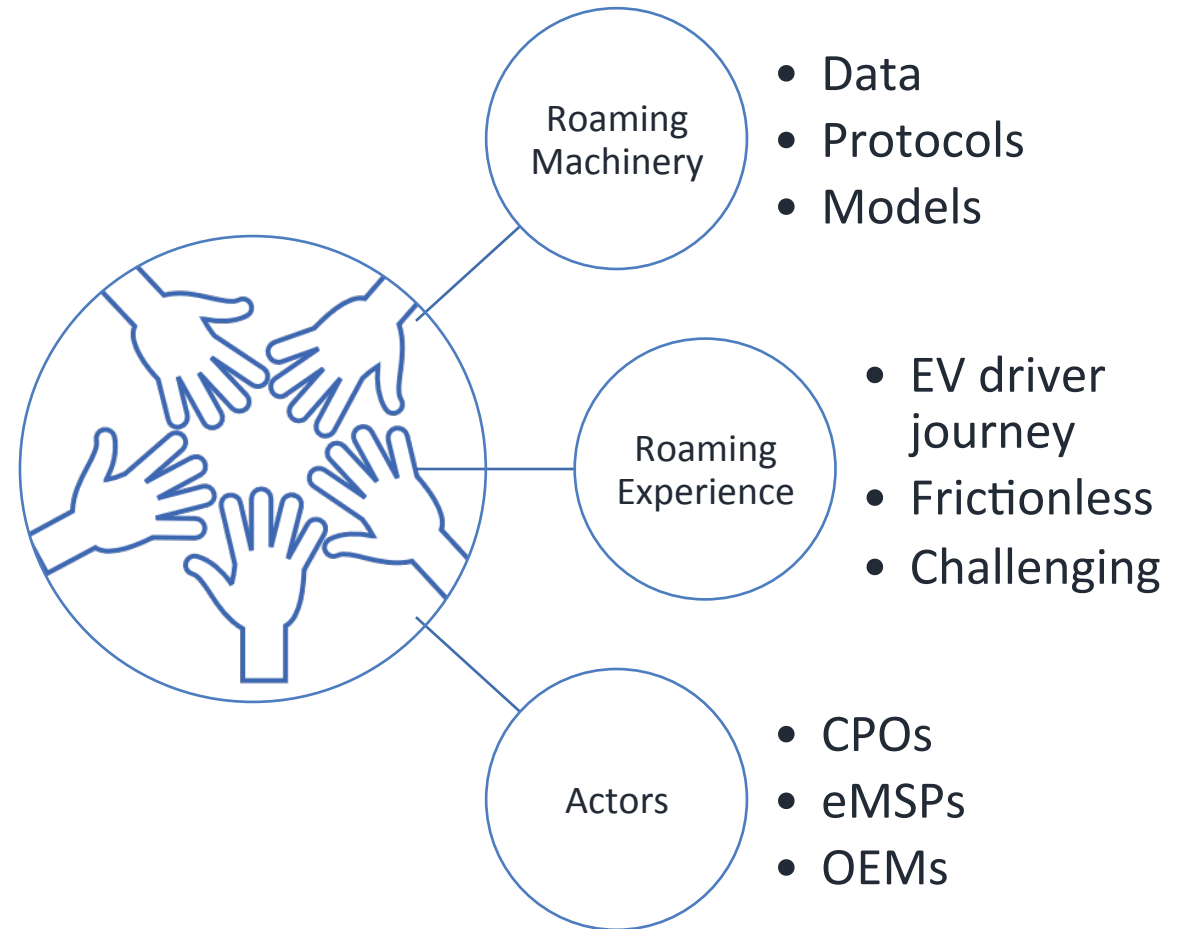 Roaming
Machinery
• Data
• Protocols
• Models
Roaming
Experience
• EV driver
journey
• Frictionless
• Challenging
Actors
• CPOs
• eMSPs
• OEMs